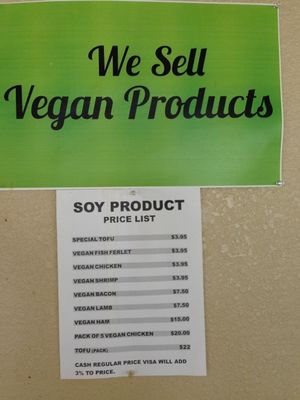 We Sell
Vegan Products
SOY PRODUCT
PRICE LIST
SPECIAL TOFU $3.95
VEGAN FISH FERLET $3.95
VEGAN CHICKEN $3.95
VEGAN SHRIMP $3.95
VEGAN BACON $7.50
VEGAN LAMB $7.50
VEGAN HAM $15.00
PACK OF 5 VEGAN CHICKEN $20.00
TOFU (PACK) $22
CASH REGULAR PRICE VISA WILL ADD
3% TO PRICE.